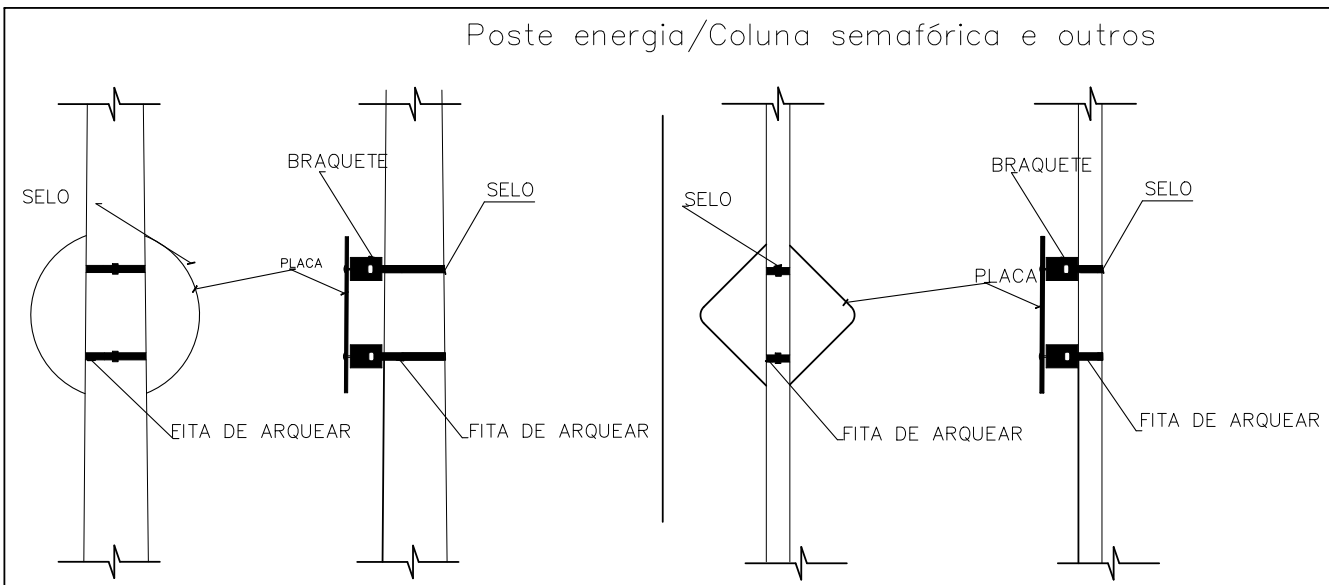 Poste energia/Coluna semafórica e outros
BRAQUETE
SELO
SELO
PLACA
EITA DE ARQUEAR
FITA DE ARQUEAR
BRAQUETE
SELO
SELO
PLACA
FITA DE ARQUEAR
FITA DE ARQUEAR